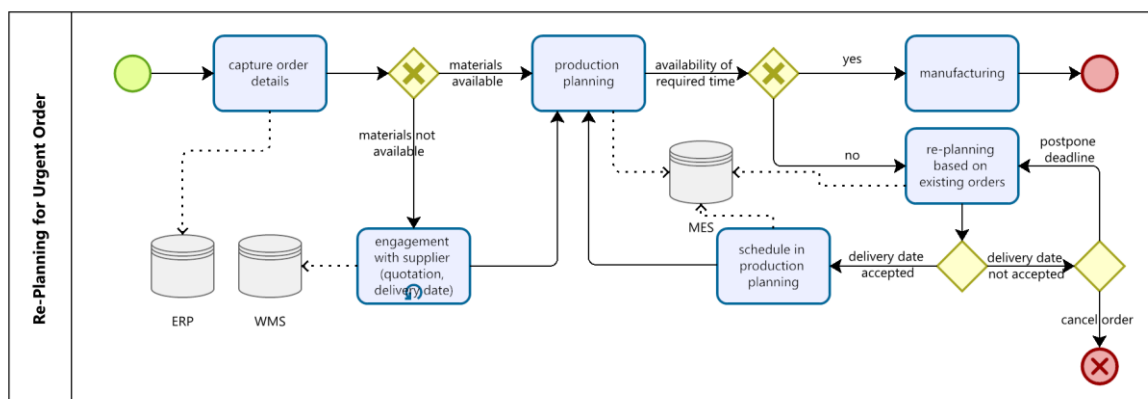 Re-Planning for Urgent Order
capture order
details
materials
available
production
planning
availability of
required time
yes
manufacturing
materials not
available
no
re-planning
based on
existing orders
postpone
deadline
MES
engagement
with supplier
(quotation,
delivery date)
schedule in
production
planning
delivery date
accepted
delivery date
not accepted
ERP
WMS
cancel order